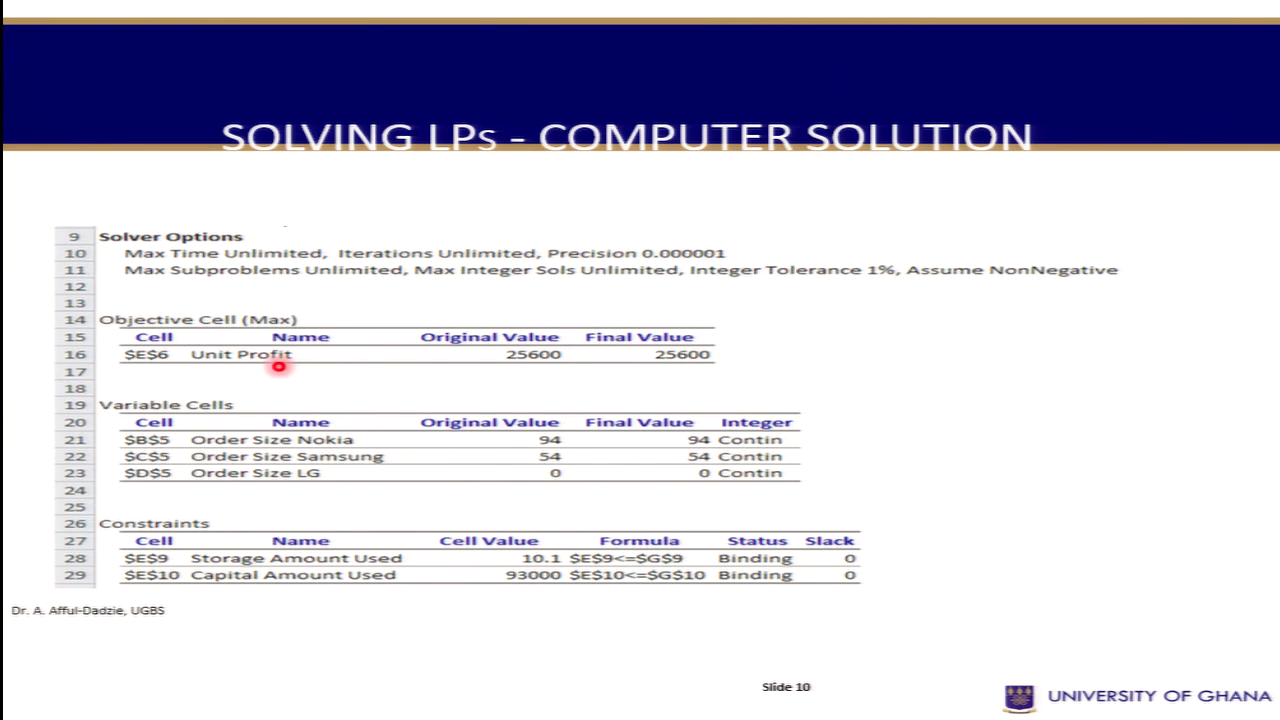 SOLVING LPs - COMPUTER SOLUTION
9 Solver Options
10 Max Time Unlimited, Iterations Unlimited, Precision 0.000001
11 Max Subproblems Unlimited, Max Integer Sols Unlimited, Integer Tolerance 1%, Assume NonNegative
12
13
14 Objective Cell (Max)
15 Cell Name Original Value Final Value
16 $E$6 Unit Profit 25600 25600
17
18
19 Variable Cells
20 Cell Name Original Value Final Value Integer
21 $B$5 Order Size Nokia 94 94 Contin
22 $C$5 Order Size Samsung 54 54 Contin
23 $D$5 Order Size LG 0 0 Contin
24
25
26 Constraints
27 Cell Name Cell Value Formula Status Slack
28 $E$9 Storage Amount Used 10.1 $E$9<=$G$9 Binding 0
29 $E$10 Capital Amount Used 93000 $E$10<=$G$10 Binding 0
Dr. A. Afful-Dadzie, UGBS
Slide 10
UNIVERSITY OF GHANA